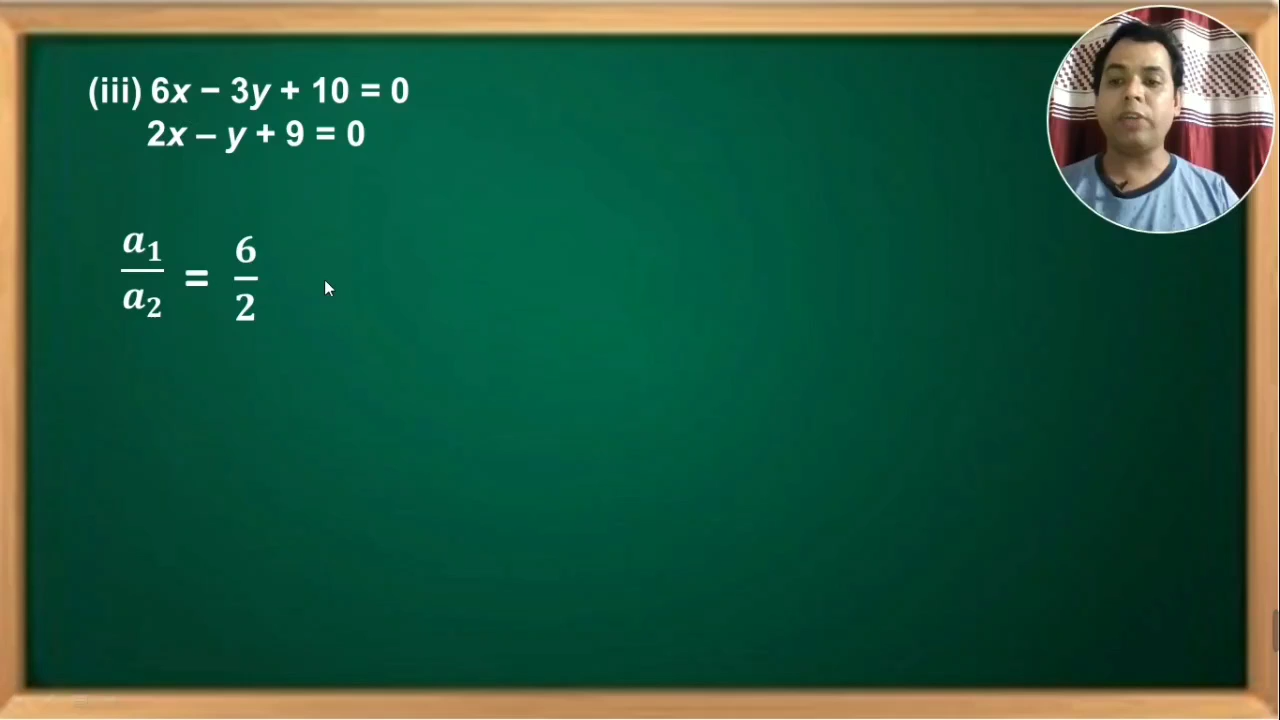 (iii) 6x − 3y + 10 = 0
2x – y + 9 = 0
a₁/a₂ = 6/2